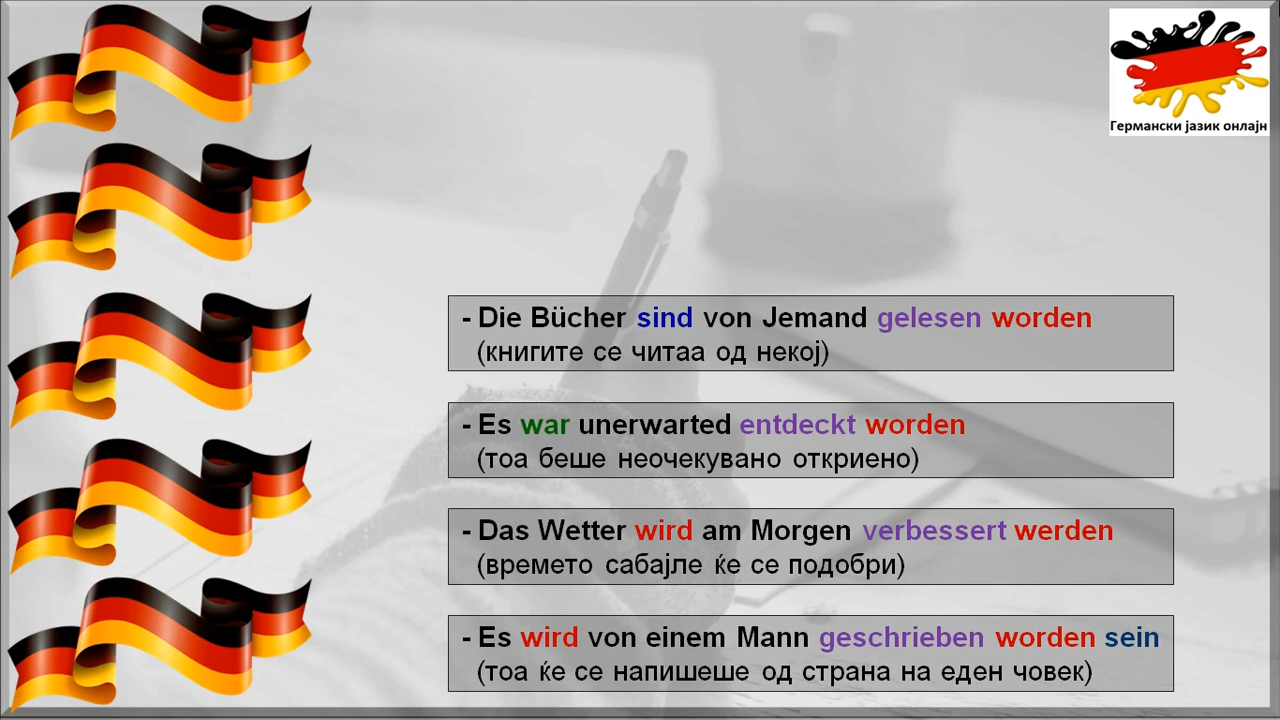 Германски јазик онлајн
- Die Bücher sind von Jemand gelesen worden
(книгите се читаа од некој)
- Es war unerwarted entdeckt worden
(тоа беше неочекувано откриено)
- Das Wetter wird am Morgen verbessert werden
(времето сабајле ќе се подобри)
- Es wird von einem Mann geschrieben worden sein
(тоа ќе се напишеше од страна на еден човек)